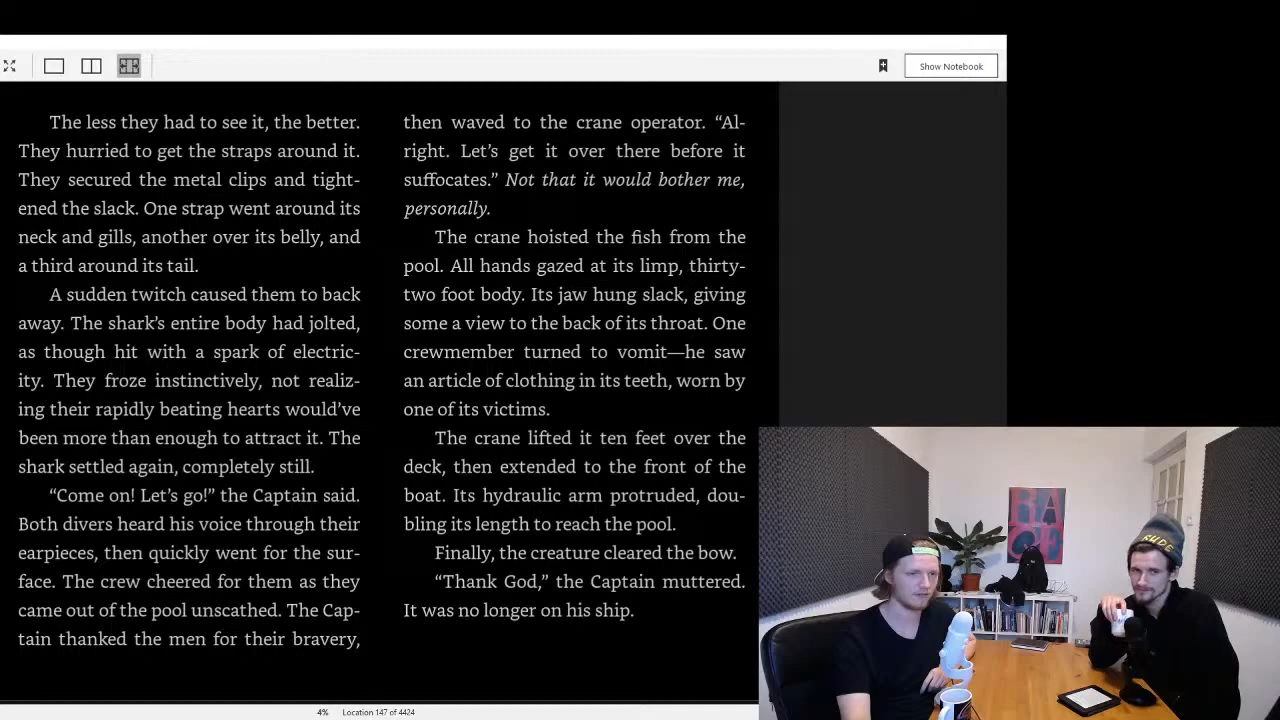 Show Notebook
The less they had to see it, the better.
They hurried to get the straps around it.
They secured the metal clips and tight-
ened the slack. One strap went around its
neck and gills, another over its belly, and
a third around its tail.
A sudden twitch caused them to back
away. The shark’s entire body had jolted,
as though hit with a spark of electric-
ity. They froze instinctively, not realiz-
ing their rapidly beating hearts would’ve
been more than enough to attract it. The
shark settled again, completely still.
“Come on! Let’s go!” the Captain said.
Both divers heard his voice through their
earpieces, then quickly went for the sur-
face. The crew cheered for them as they
came out of the pool unscathed. The Cap-
tain thanked the men for their bravery,
then waved to the crane operator. “Al-
right. Let’s get it over there before it
suffocates.” Not that it would bother me,
personally.
The crane hoisted the fish from the
pool. All hands gazed at its limp, thirty-
two foot body. Its jaw hung slack, giving
some a view to the back of its throat. One
crewmember turned to vomit—he saw
an article of clothing in its teeth, worn by
one of its victims.
The crane lifted it ten feet over the
deck, then extended to the front of the
boat. Its hydraulic arm protruded, dou-
bling its length to reach the pool.
Finally, the creature cleared the bow.
“Thank God,” the Captain muttered.
It was no longer on his ship.
RUDE
4% Location 147 of 4424